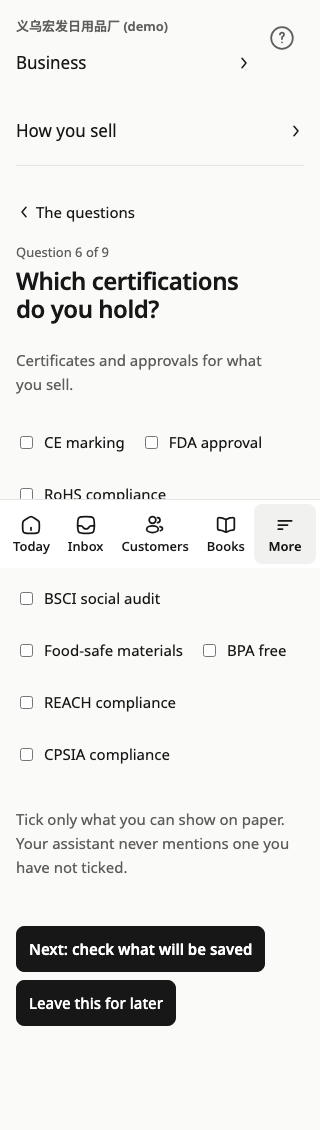 义乌宏发日用品厂 (demo)
Business
How you sell
The questions
Question 6 of 9
Which certifications
do you hold?
Certificates and approvals for what
you sell.
CE marking
FDA approval
RoHS compliance
Today
Inbox
Customers
Books
More
BSCI social audit
Food-safe materials
BPA free
REACH compliance
CPSIA compliance
Tick only what you can show on paper.
Your assistant never mentions one you
have not ticked.
Next: check what will be saved
Leave this for later